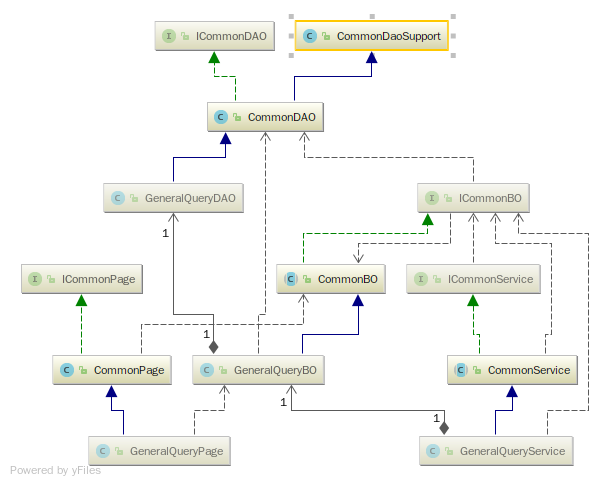 I ICommonDAO
C CommonDaoSupport
C CommonDAO
C GeneralQueryDAO
I ICommonBO
1
I ICommonPage
C CommonBO
I ICommonService
1
C CommonPage
C GeneralQueryBO
C CommonService
1
1
C GeneralQueryPage
C GeneralQueryService
Powered by yFiles